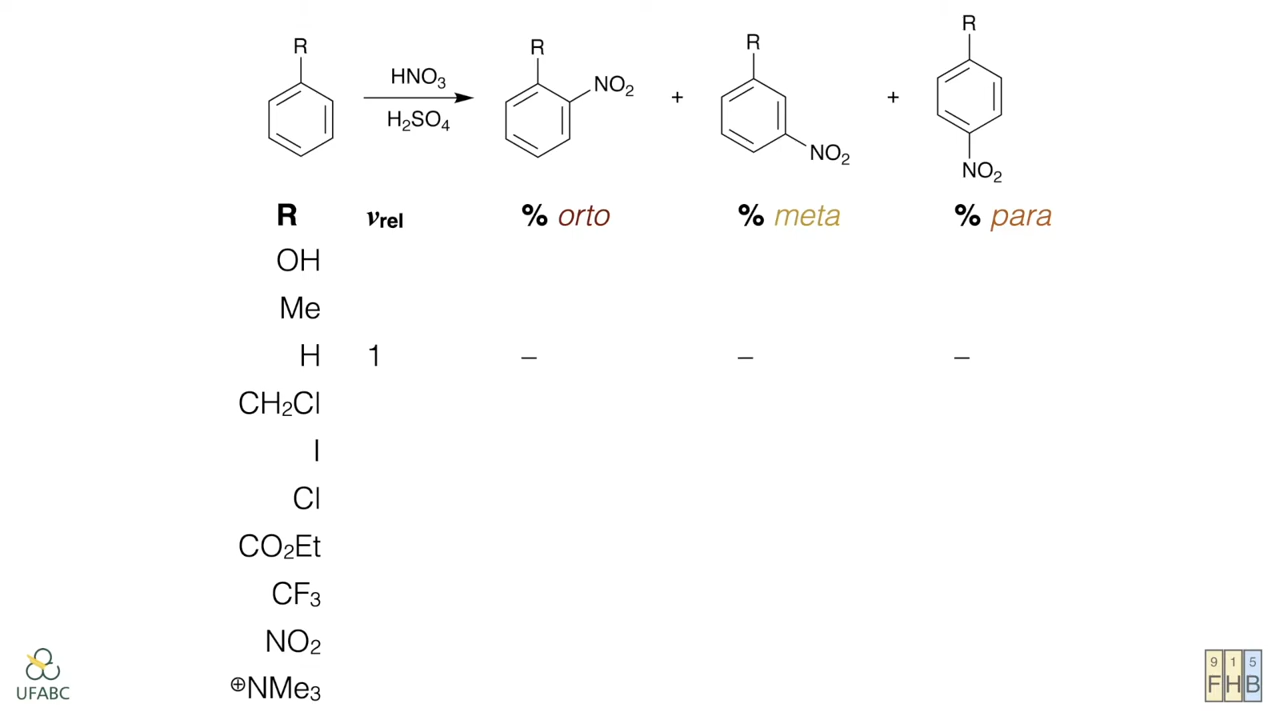 R
HNO3
H2SO4
R
NO2
+
R
NO2
+
R
NO2
R νrel % orto % meta % para
OH
Me
H 1 – – –
CH2Cl
I
Cl
CO2Et
CF3
NO2
⊕NMe3
UFABC
9 1 5
F H B